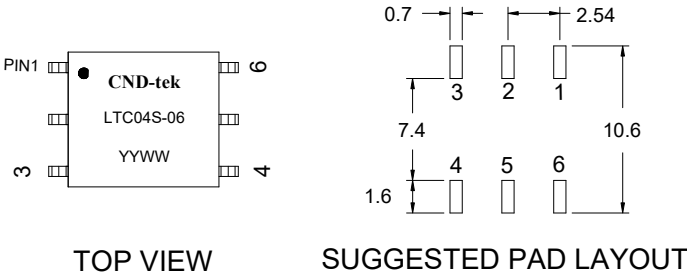 PIN1
CND-tek
LTC04S-06
YYWW
6
3
4
TOP VIEW
0.7
2.54
3 2 1
7.4
10.6
4 5 6
1.6
SUGGESTED PAD LAYOUT